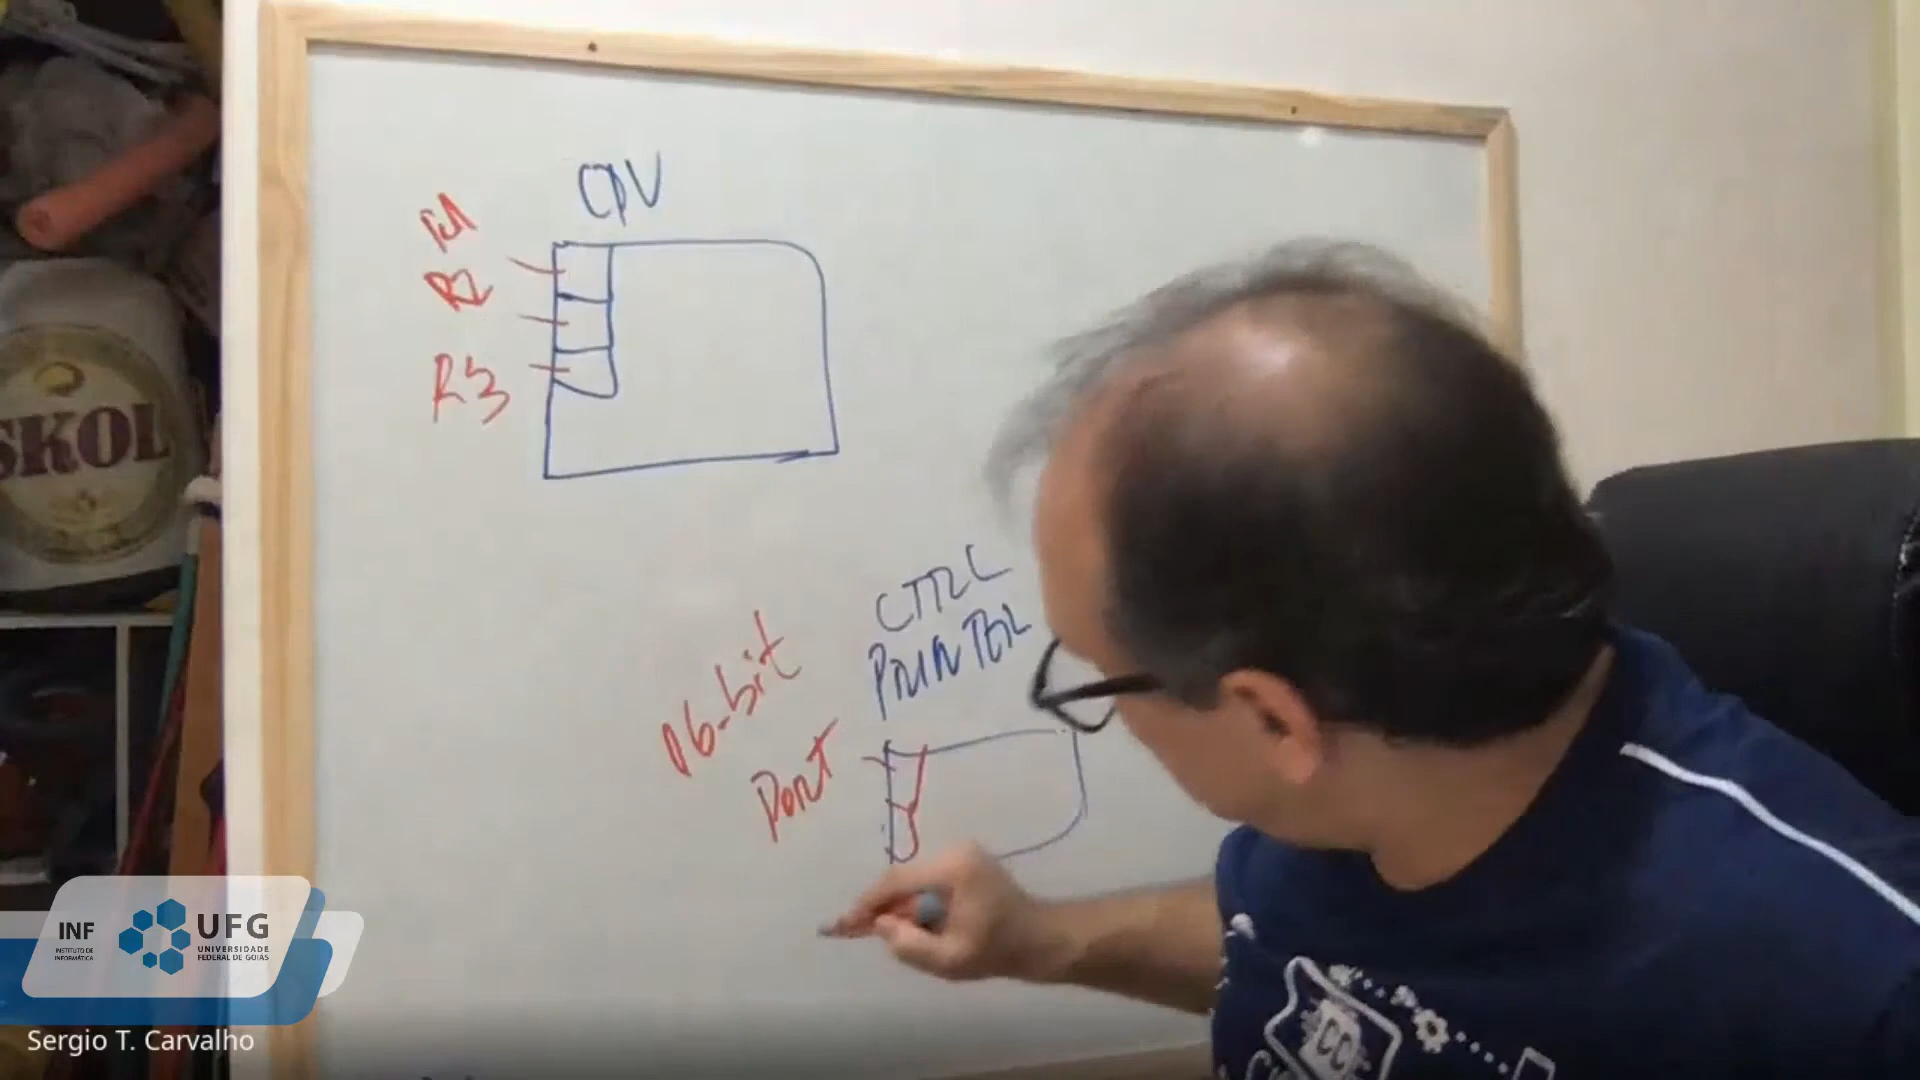 CPU
R1
R2
R3
CTRL
PRINTER
16-bit
PORT
SKOL
INF
INSTITUTO DE
INFORMÁTICA
UFG
UNIVERSIDADE
FEDERAL DE GOIÁS
Sergio T. Carvalho
CC